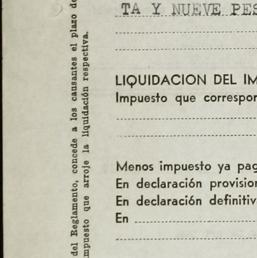 TA Y NUEVE PES
LIQUIDACION DEL IM
Impuesto que correspon
Menos impuesto ya pag
En declaración provision
En declaración definitiv
En
del Reglamento, concede a los causantes el plazo de
impuesto que arroje la liquidación respectiva.